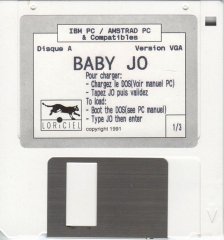 IBM PC / AMSTRAD PC
& Compatibles
Disque A Version VGA
BABY JO
Pour charger:
- Chargez le DOS(Voir manuel PC)
- Tapez JO puis validez
To load:
- Boot the DOS(see PC manuel)
- Type JO then enter
LORICIEL
copyright 1991
1/3